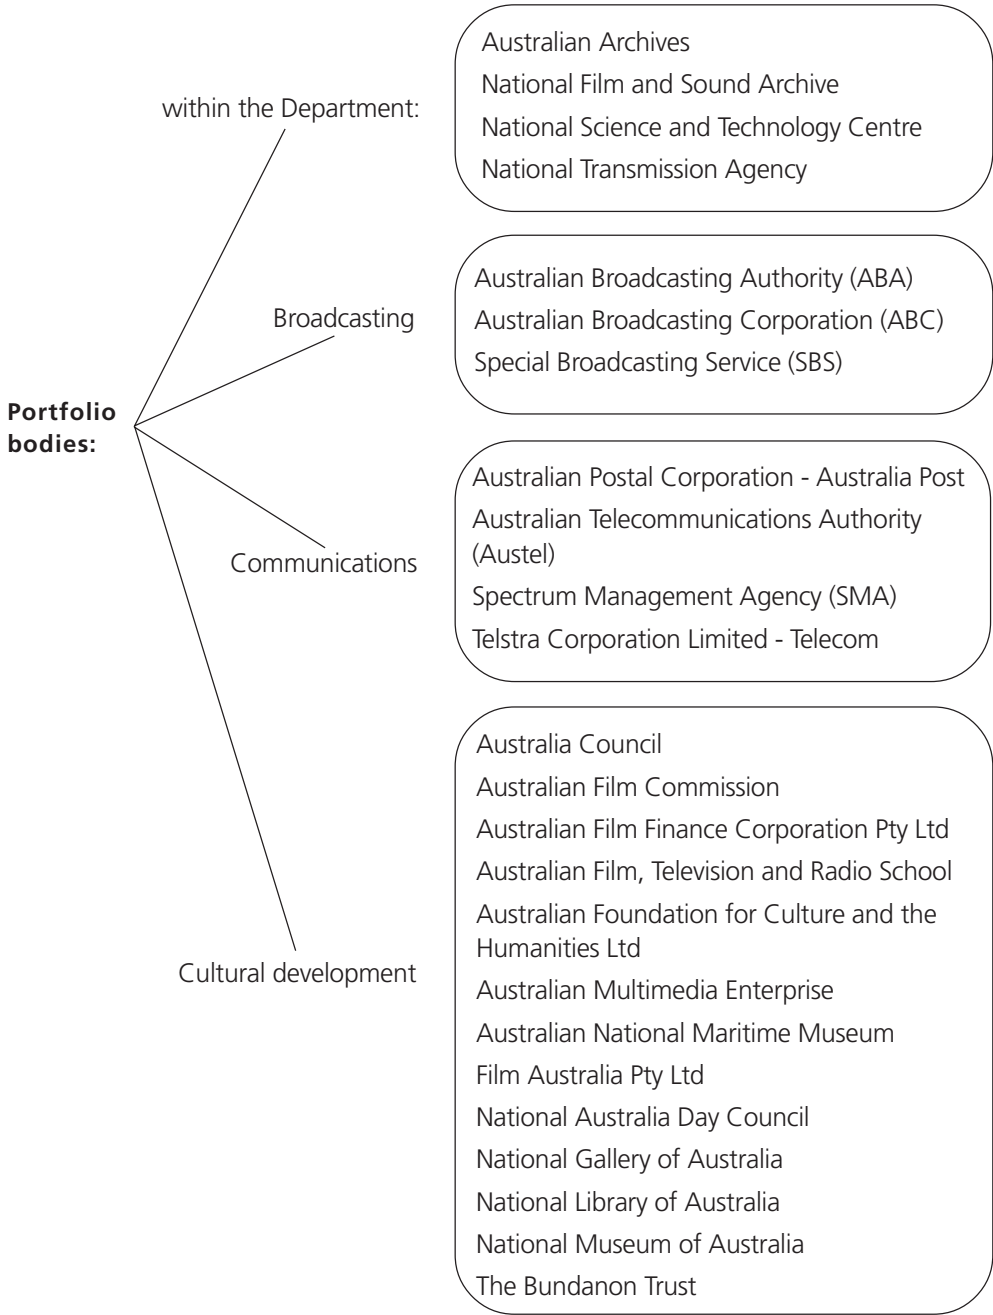 Portfolio
bodies:
within the Department:
Australian Archives
National Film and Sound Archive
National Science and Technology Centre
National Transmission Agency
Broadcasting
Australian Broadcasting Authority (ABA)
Australian Broadcasting Corporation (ABC)
Special Broadcasting Service (SBS)
Communications
Australian Postal Corporation - Australia Post
Australian Telecommunications Authority
(Austel)
Spectrum Management Agency (SMA)
Telstra Corporation Limited - Telecom
Cultural development
Australia Council
Australian Film Commission
Australian Film Finance Corporation Pty Ltd
Australian Film, Television and Radio School
Australian Foundation for Culture and the
Humanities Ltd
Australian Multimedia Enterprise
Australian National Maritime Museum
Film Australia Pty Ltd
National Australia Day Council
National Gallery of Australia
National Library of Australia
National Museum of Australia
The Bundanon Trust